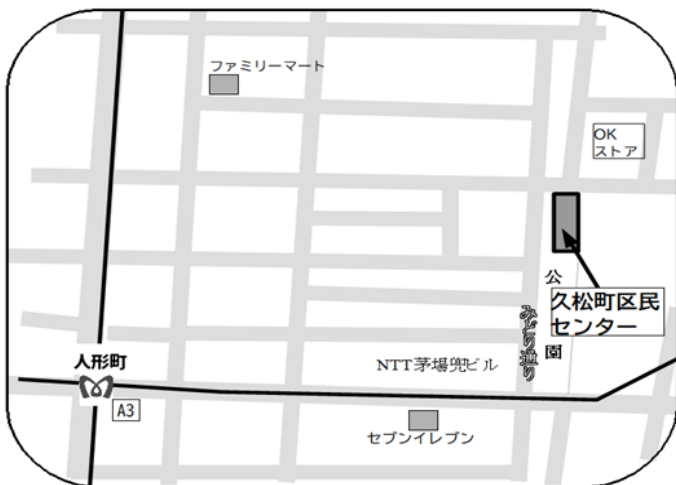 ファミリーマート
OK
ストア
公
園
久松町区民
センター
みどり通り
人形町
NTT茅場兜ビル
A3
セブンイレブン